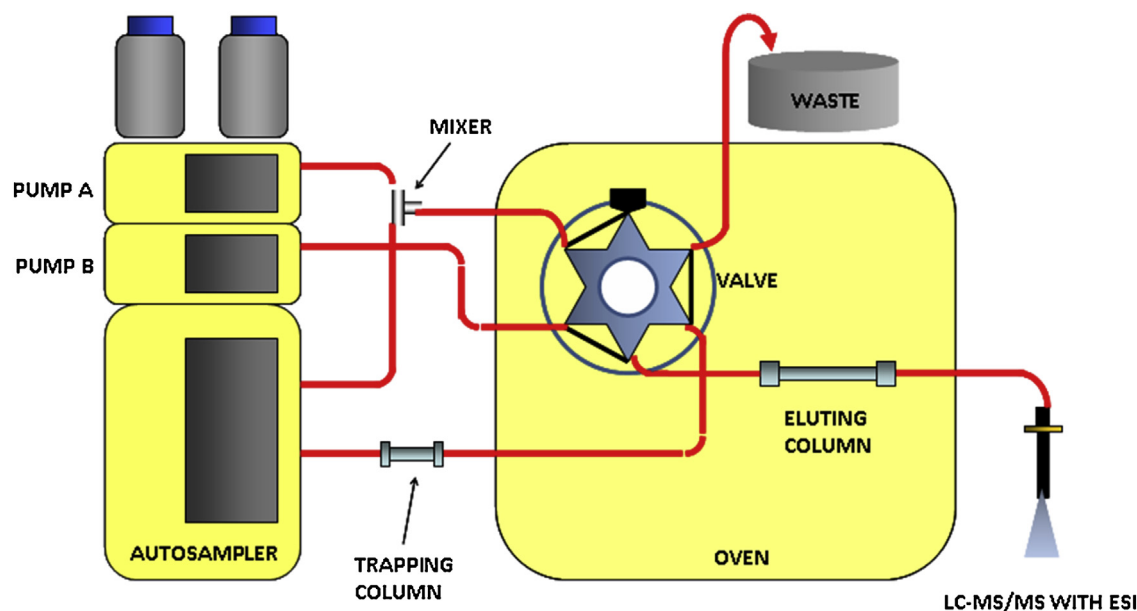 WASTE
MIXER
PUMP A
PUMP B
VALVE
ELUTING
COLUMN
AUTOSAMPLER
TRAPPING
COLUMN
OVEN
LC-MS/MS WITH ESI